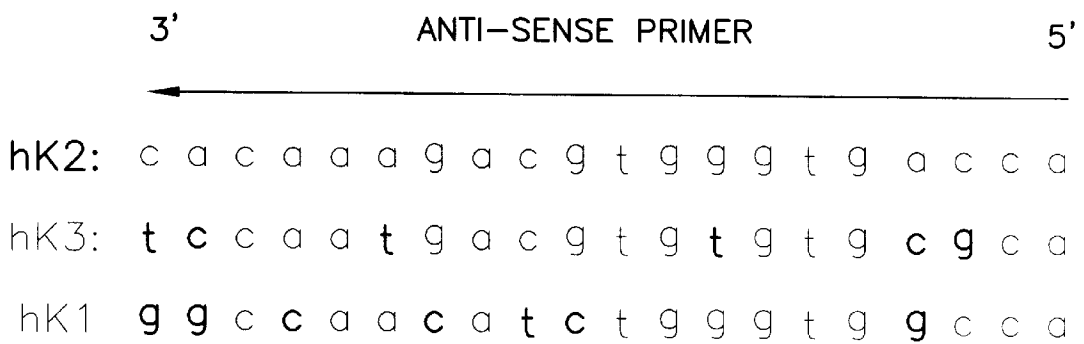 3' ANTI-SENSE PRIMER 5'
hK2: c a c a a a g a c g t g g g t g a c c a
hK3: t c c a a t g a c g t g t g t g c g c a
hK1 g g c c a a c a t c t g g g t g g c c a